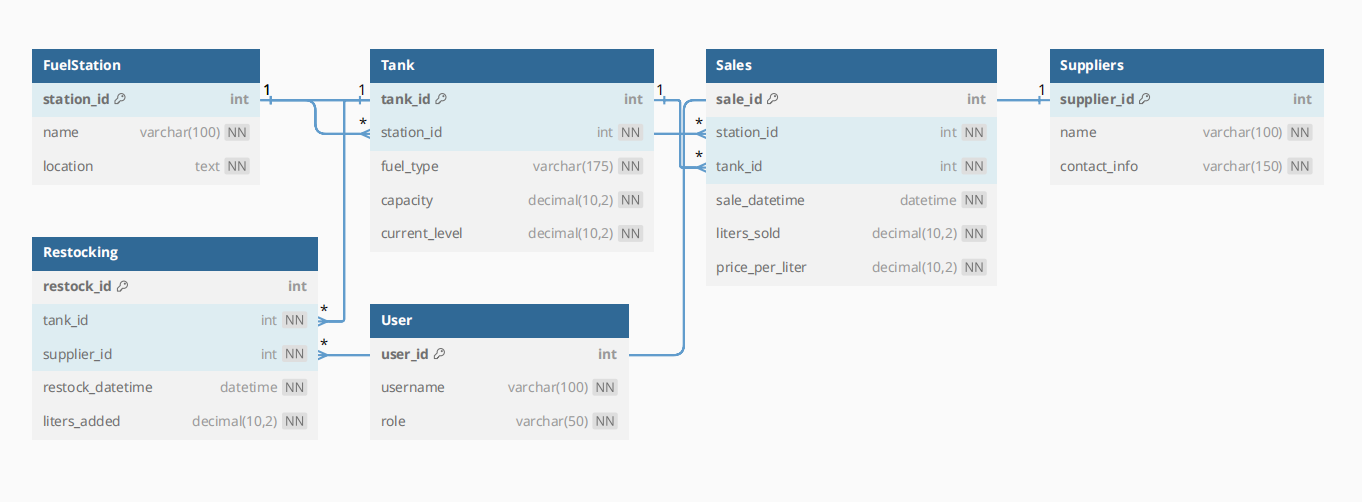 FuelStation
station_id int
name varchar(100) NN
location text NN
Tank
tank_id int
station_id int NN
fuel_type varchar(175) NN
capacity decimal(10,2) NN
current_level decimal(10,2) NN
Sales
sale_id int
station_id int NN
tank_id int NN
sale_datetime datetime NN
liters_sold decimal(10,2) NN
price_per_liter decimal(10,2) NN
Suppliers
supplier_id int
name varchar(100) NN
contact_info varchar(150) NN
Restocking
restock_id int
tank_id int NN
supplier_id int NN
restock_datetime datetime NN
liters_added decimal(10,2) NN
User
user_id int
username varchar(100) NN
role varchar(50) NN
1
1
*
1
*
*
1
*
*